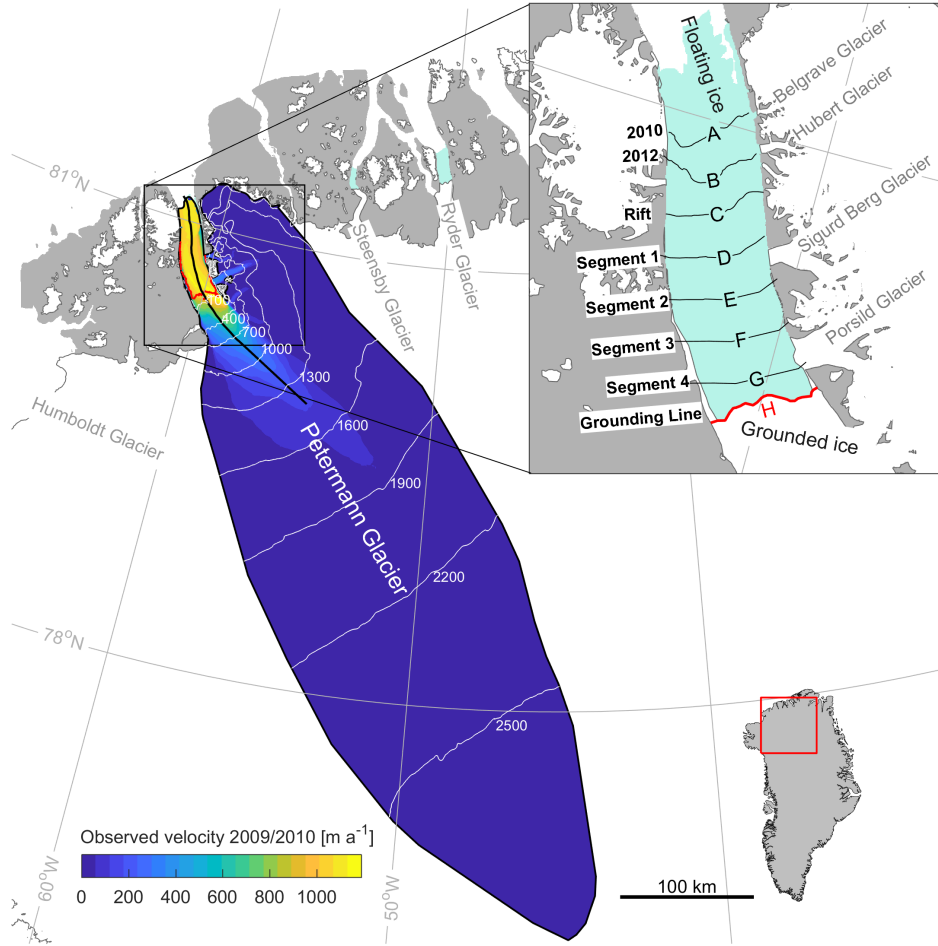 Floating ice
Belgrave Glacier
Hubert Glacier
Sigurd Berg Glacier
Porsild Glacier
2010
A
2012
B
Rift
C
Segment 1
D
Segment 2
E
Segment 3
F
Segment 4
G
Grounding Line
H
Grounded ice
81°N
Steensby Glacier
Ryder Glacier
100
400
700
1000
1300
1600
1900
2200
2500
Humboldt Glacier
Petermann Glacier
78°N
60°W
50°W
Observed velocity 2009/2010 [m a⁻¹]
0 200 400 600 800 1000
100 km